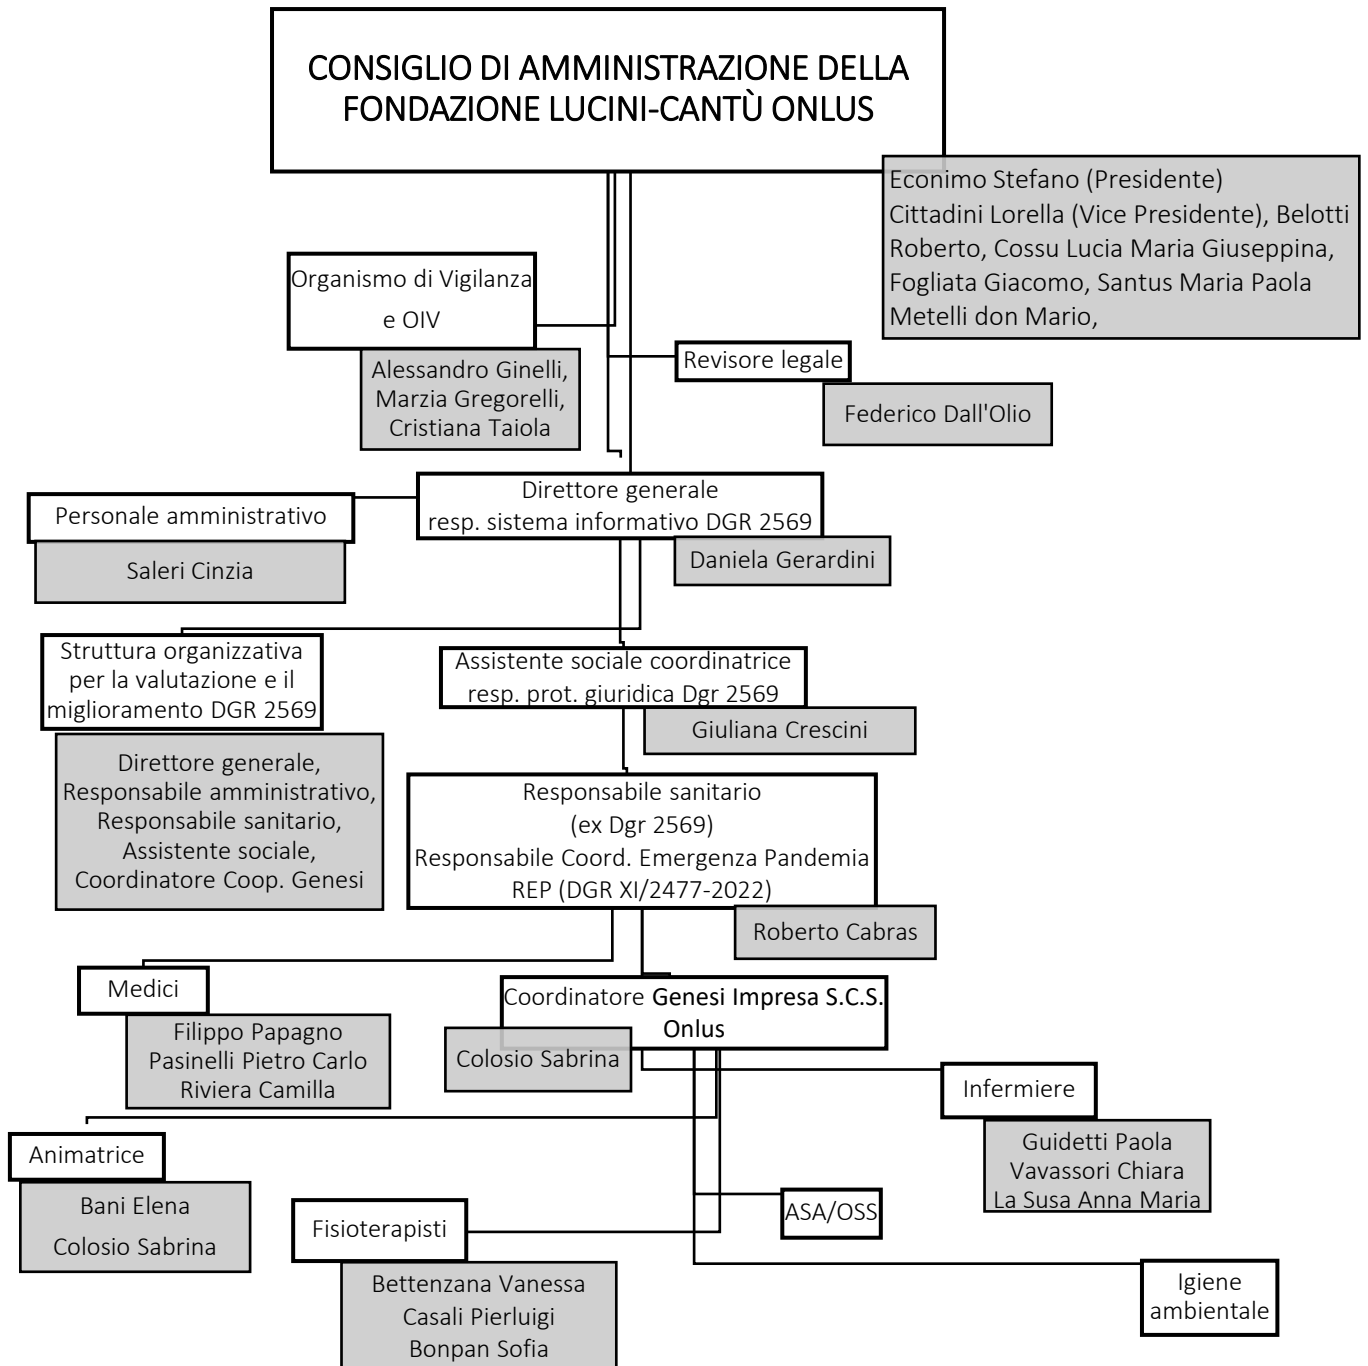 CONSIGLIO DI AMMINISTRAZIONE DELLA
FONDAZIONE LUCINI-CANTÙ ONLUS
Econimo Stefano (Presidente)
Cittadini Lorella (Vice Presidente), Belotti
Roberto, Cossu Lucia Maria Giuseppina,
Fogliata Giacomo, Santus Maria Paola
Metelli don Mario,
Organismo di Vigilanza
e OIV
Alessandro Ginelli,
Marzia Gregorelli,
Cristiana Taiola
Revisore legale
Federico Dall'Olio
Direttore generale
resp. sistema informativo DGR 2569
Daniela Gerardini
Personale amministrativo
Saleri Cinzia
Struttura organizzativa
per la valutazione e il
miglioramento DGR 2569
Direttore generale,
Responsabile amministrativo,
Responsabile sanitario,
Assistente sociale,
Coordinatore Coop. Genesi
Assistente sociale coordinatrice
resp. prot. giuridica Dgr 2569
Giuliana Crescini
Responsabile sanitario
(ex Dgr 2569)
Responsabile Coord. Emergenza Pandemia
REP (DGR XI/2477-2022)
Roberto Cabras
Medici
Filippo Papagno
Pasinelli Pietro Carlo
Riviera Camilla
Coordinatore Genesi Impresa S.C.S.
Onlus
Colosio Sabrina
Infermiere
Guidetti Paola
Vavassori Chiara
La Susa Anna Maria
Animatrice
Bani Elena
Colosio Sabrina
ASA/OSS
Fisioterapisti
Bettenzana Vanessa
Casali Pierluigi
Bonpan Sofia
Igiene
ambientale